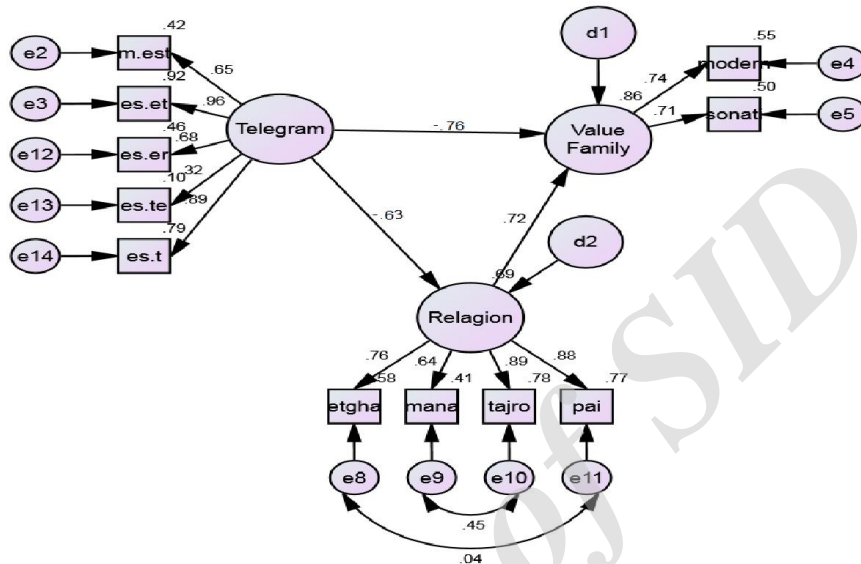 .42
e2
m.est
.65
.92
e3
es.et
.96
.46
e12
es.er
.68
.10
.32
e13
es.te
.89
.79
e14
es.t
Telegram
-.76
-.63
d1
.86
Value
Family
.74
.55
modern
e4
.71
.50
sonati
e5
.72
d2
.69
Relagion
.76
.58
etgha
.64
.41
mana
.89
.78
tajro
.88
.77
pai
e8
e9
e10
e11
.45
.04
of SID